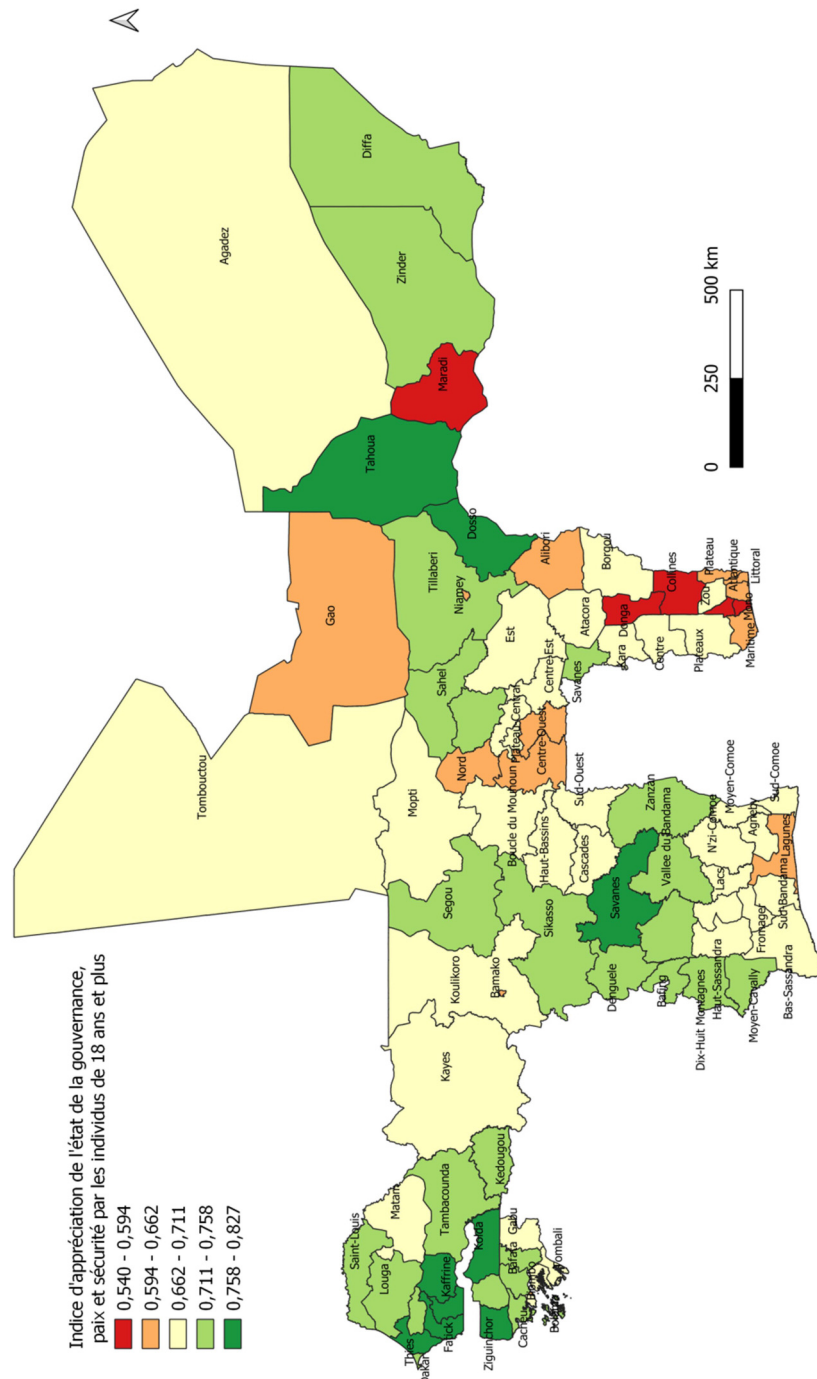 Indice d'appréciation de l'état de la gouvernance,
paix et sécurité par les individus de 18 ans et plus
0,540 - 0,594
0,594 - 0,662
0,662 - 0,711
0,711 - 0,758
0,758 - 0,827
Tombouctou
Agadez
Gao
Diffa
Zinder
Tahoua
Maradi
Saint-Louis
Louga
Matam
Thies
Dakar
Fatick
Kaffrine
Tambacounda
Kedougou
Kolda
Ziguinchor
Cacheu
Gabu
Bafata
Tombali
Kayes
Koulikoro
Bamako
Segou
Mopti
Sikasso
Tillaberi
Niamey
Dosso
Sahel
Nord
Est
Centre-Est
Plateau Central
Centre-Ouest
Boucle du Mouhoun
Haut-Bassins
Cascades
Sud-Ouest
Alibori
Borgou
Atacora
Donga
Collines
Zou
Plateau
Atlantique
Littoral
Mono
Savanes
Kara
Centre
Plateaux
Maritime
Denguele
Savanes
Zanzan
Vallee du Bandama
Bafing
Dix-Huit Montagnes
Haut-Sassandra
Moyen-Cavally
Bas-Sassandra
Fromager
Sud-Bandama
Lacs
N'zi-Comoe
Moyen-Comoe
Agneby
Lagunes
Sud-Comoe
0 250 500 km